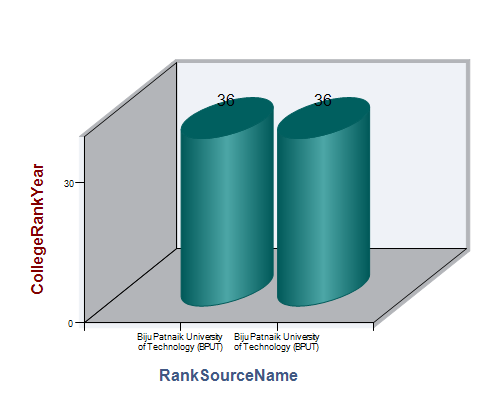 36
36
CollegeRankYear
30
0
Biju Patnaik University
of Technology (BPUT)
Biju Patnaik University
of Technology (BPUT)
RankSourceName